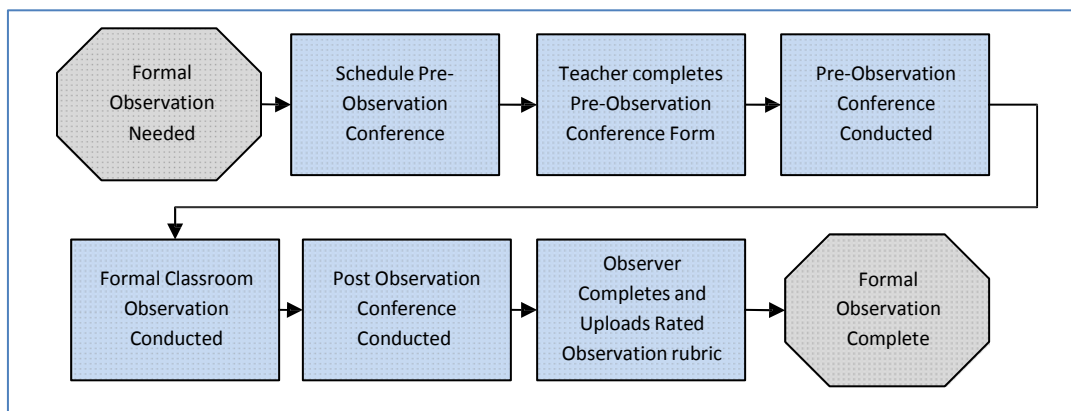 Formal
Observation
Needed
Schedule Pre-
Observation
Conference
Teacher completes
Pre-Observation
Conference Form
Pre-Observation
Conference
Conducted
Formal Classroom
Observation
Conducted
Post Observation
Conference
Conducted
Observer
Completes and
Uploads Rated
Observation rubric
Formal
Observation
Complete